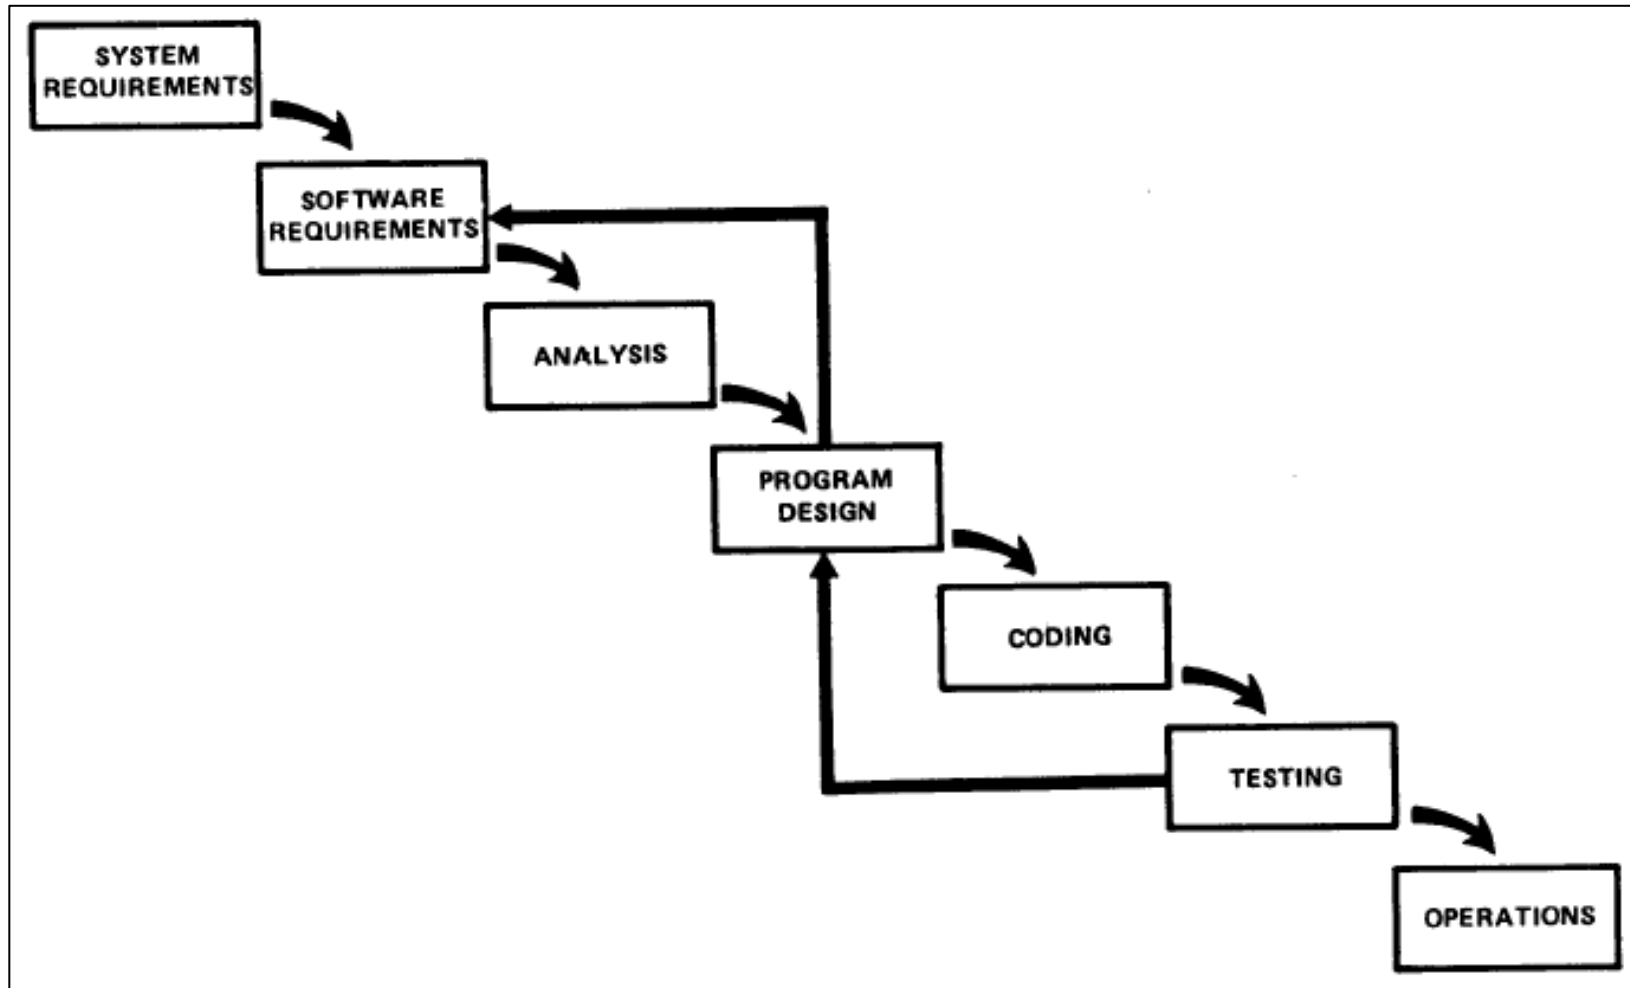 SYSTEM
REQUIREMENTS
SOFTWARE
REQUIREMENTS
ANALYSIS
PROGRAM
DESIGN
CODING
TESTING
OPERATIONS